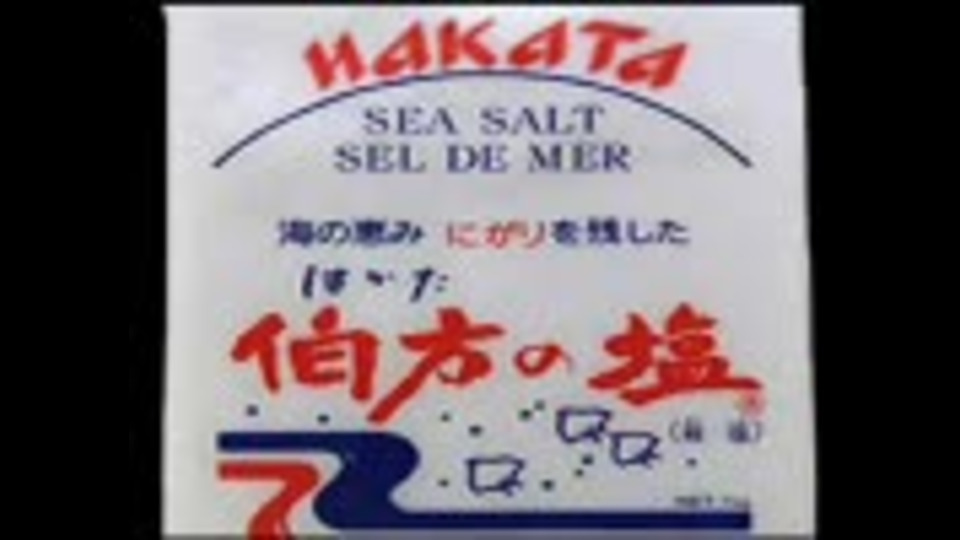 HAKATA
SEA SALT
SEL DE MER
海の恵みにがりを残した
はかた
伯方の塩